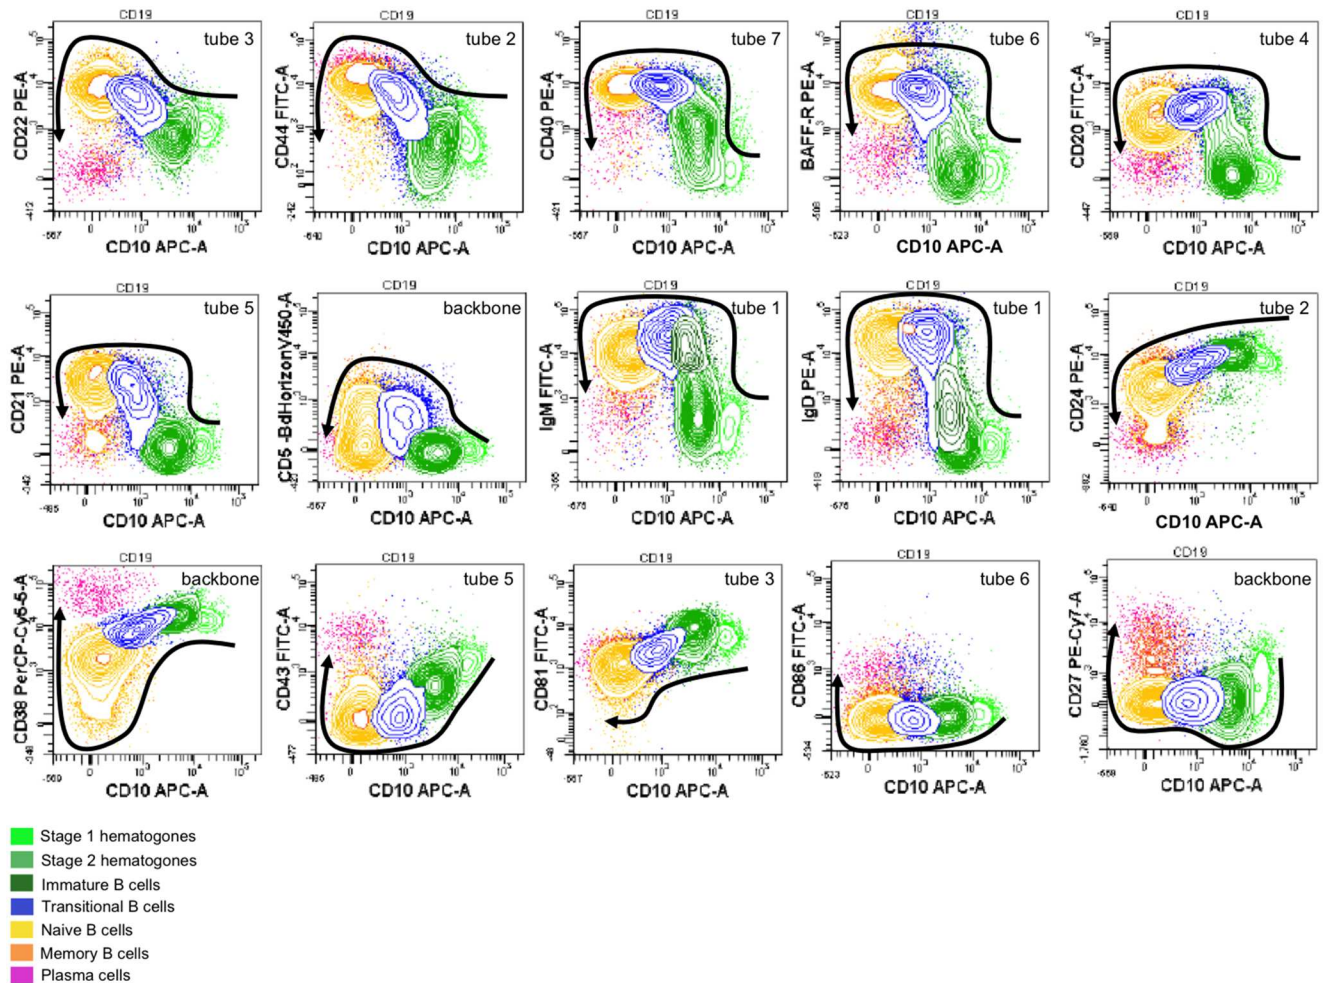 CD19 CD19 CD19 CD19 CD19
tube 3 tube 2 tube 7 tube 6 tube 4
CD22 PE-A CD44 FITC-A CD40 PE-A BAFF-R PE-A CD20 FITC-A
CD10 APC-A CD10 APC-A CD10 APC-A CD10 APC-A CD10 APC-A
CD19 CD19 CD19 CD19 CD19
tube 5 backbone tube 1 tube 1 tube 2
CD21 PE-A CD5 -BdHorizonV450-A IgM FITC-A IgD PE-A CD24 PE-A
CD10 APC-A CD10 APC-A CD10 APC-A CD10 APC-A CD10 APC-A
CD19 CD19 CD19 CD19 CD19
backbone tube 5 tube 3 tube 6 backbone
CD38 PerCP-Cy5-5-A CD43 FITC-A CD81 FITC-A CD86 FITC-A CD27 PE-Cy7-A
CD10 APC-A CD10 APC-A CD10 APC-A CD10 APC-A CD10 APC-A
Stage 1 hematogones
Stage 2 hematogones
Immature B cells
Transitional B cells
Naive B cells
Memory B cells
Plasma cells